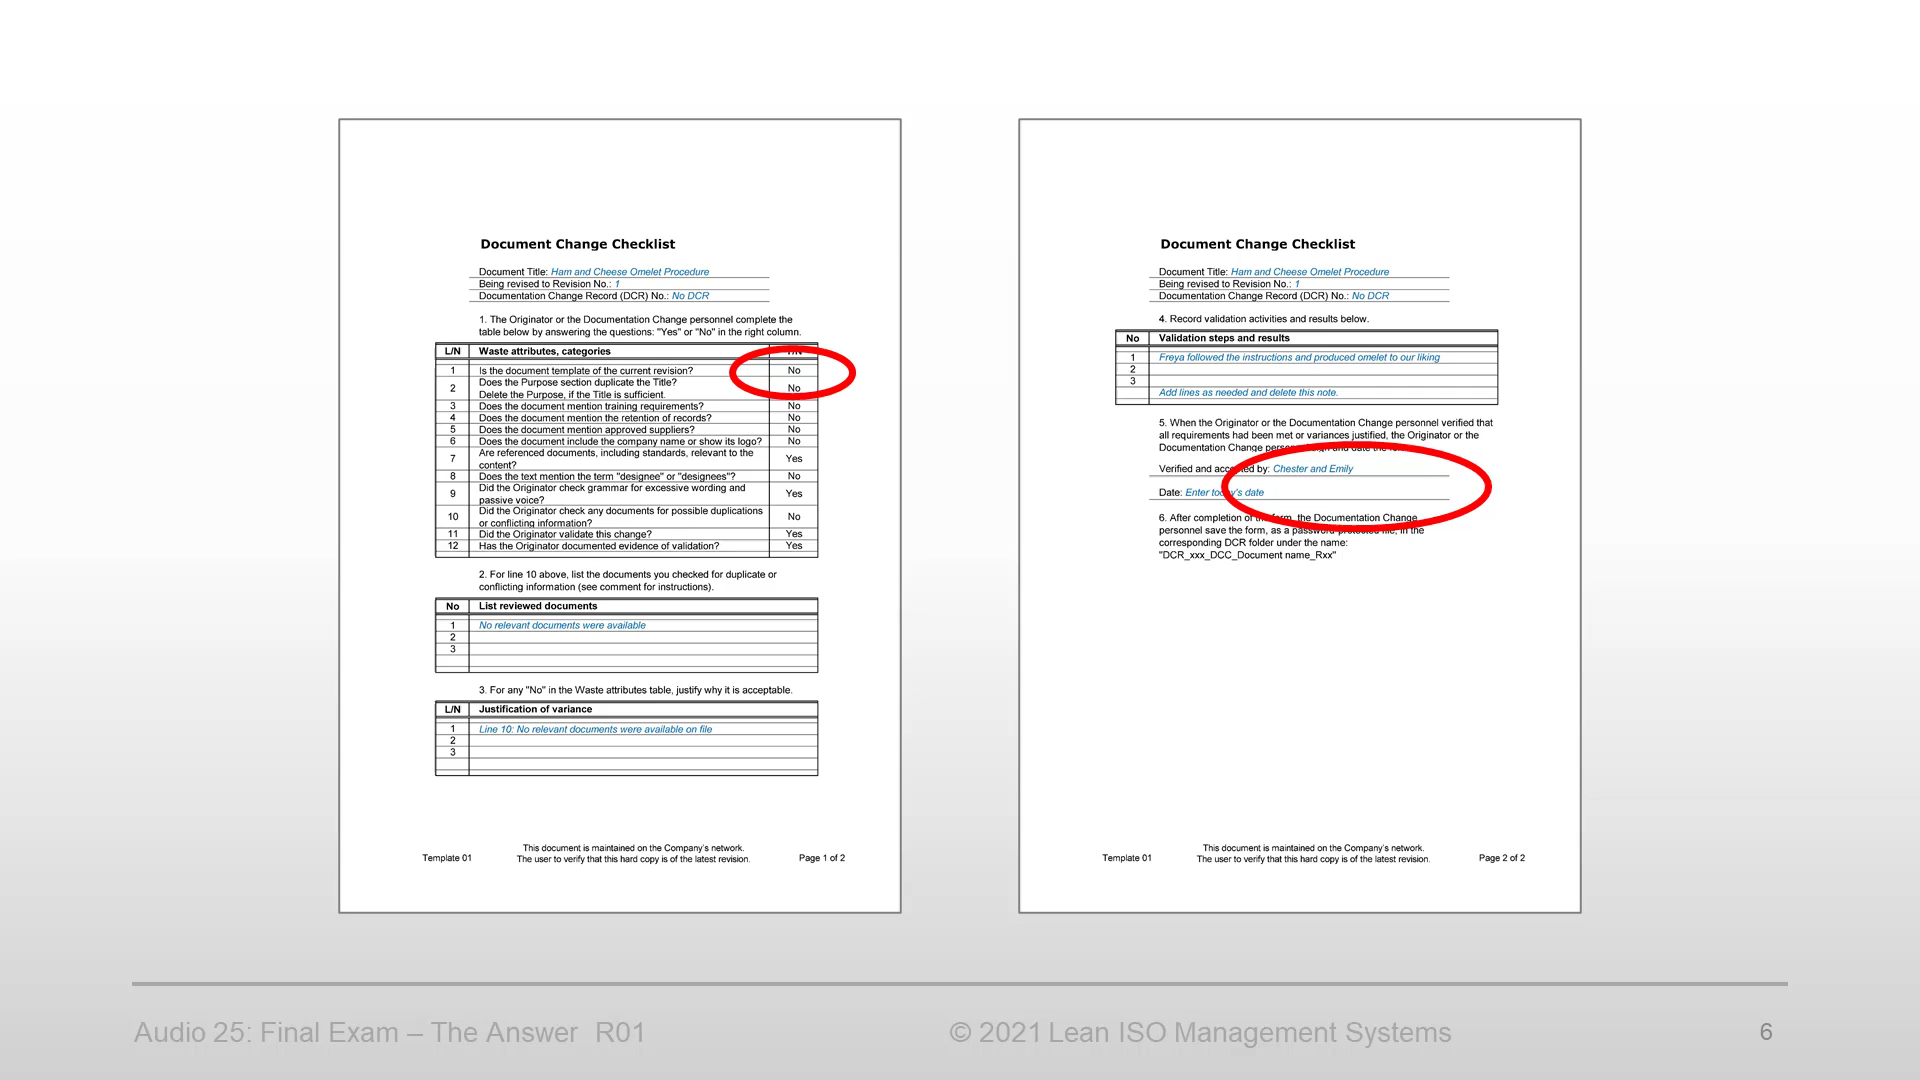 Document Change Checklist
Document Title: Ham and Cheese Omelet Procedure
Being revised to Revision No.: 1
Documentation Change Record (DCR) No.: No DCR
1. The Originator or the Documentation Change personnel complete the
table below by answering the questions: "Yes" or "No" in the right column.
L/N Waste attributes, categories Y/N
1 Is the document template of the current revision? No
2 Does the Purpose section duplicate the Title? No
Delete the Purpose, if the Title is sufficient.
3 Does the document mention training requirements? No
4 Does the document mention the retention of records? No
5 Does the document mention approved suppliers? No
6 Does the document include the company name or show its logo? No
7 Are referenced documents, including standards, relevant to the Yes
content?
8 Does the text mention the term "designee" or "designees"? No
9 Did the Originator check grammar for excessive wording and Yes
passive voice?
10 Did the Originator check any documents for possible duplications No
or conflicting information?
11 Did the Originator validate this change? Yes
12 Has the Originator documented evidence of validation? Yes
2. For line 10 above, list the documents you checked for duplicate or
conflicting information (see comment for instructions).
No List reviewed documents
1 No relevant documents were available
2
3
3. For any "No" in the Waste attributes table, justify why it is acceptable.
L/N Justification of variance
1 Line 10: No relevant documents were available on file
2
3
This document is maintained on the Company's network.
Template 01 The user to verify that this hard copy is of the latest revision. Page 1 of 2
Document Change Checklist
Document Title: Ham and Cheese Omelet Procedure
Being revised to Revision No.: 1
Documentation Change Record (DCR) No.: No DCR
4. Record validation activities and results below.
No Validation steps and results
1 Freya followed the instructions and produced omelet to our liking
2
3
Add lines as needed and delete this note.
5. When the Originator or the Documentation Change personnel verified that
all requirements had been met or variances justified, the Originator or the
Documentation Change personnel sign and date the
Verified and accepted by: Chester and Emily
Date: Enter today's date
6. After completion of the form, the Documentation Change
personnel save the form, as a password-protected file, in the
corresponding DCR folder under the name:
"DCR_xxx_DCC_Document name_Rxx"
This document is maintained on the Company's network.
Template 01 The user to verify that this hard copy is of the latest revision. Page 2 of 2
Audio 25: Final Exam – The Answer R01
© 2021 Lean ISO Management Systems
6